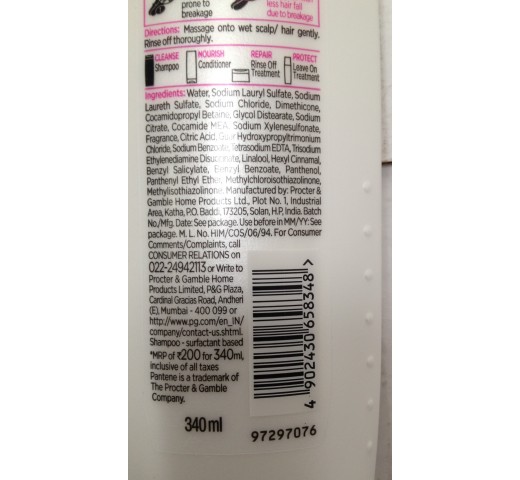 prone to
breakage
less hair fall
due to breakage
Directions: Massage onto wet scalp/ hair gently.
Rinse off thoroughly.
CLEANSE
Shampoo
NOURISH
Conditioner
REPAIR
Rinse Off
Treatment
PROTECT
Leave On
Treatment
Ingredients: Water, Sodium Lauryl Sulfate, Sodium
Laureth Sulfate, Sodium Chloride, Dimethicone,
Cocamidopropyl Betaine, Glycol Distearate, Sodium
Citrate, Cocamide MEA, Sodium Xylenesulfonate,
Fragrance, Citric Acid, Guar Hydroxypropyltrimonium
Chloride, Sodium Benzoate, Tetrasodium EDTA, Trisodium
Ethylenediamine Disuccinate, Linalool, Hexyl Cinnamal,
Benzyl Salicylate, Benzyl Benzoate, Panthenol,
Panthenyl Ethyl Ether, Methylchloroisothiazolinone,
Methylisothiazolinone. Manufactured by: Procter &
Gamble Home Products Ltd., Plot No. 1, Industrial
Area, Katha, P.O. Baddi, 173205, Solan, H.P, India. Batch
No./Mfg. Date: See package. Use before in MM/YY: See
package. M. L. No. HIM/COS/06/94. For Consumer
Comments/Complaints, call
CONSUMER RELATIONS on
022-24942113 or Write to
Procter & Gamble Home
Products Limited, P&G Plaza,
Cardinal Gracias Road, Andheri
(E), Mumbai - 400 099 or
http://www.pg.com/en_IN/
company/contact-us.shtml.
Shampoo - surfactant based
*MRP of ₹200 for 340ml,
inclusive of all taxes
Pantene is a trademark of
The Procter & Gamble
Company.
4 902430 658348 >
340 ml
97297076